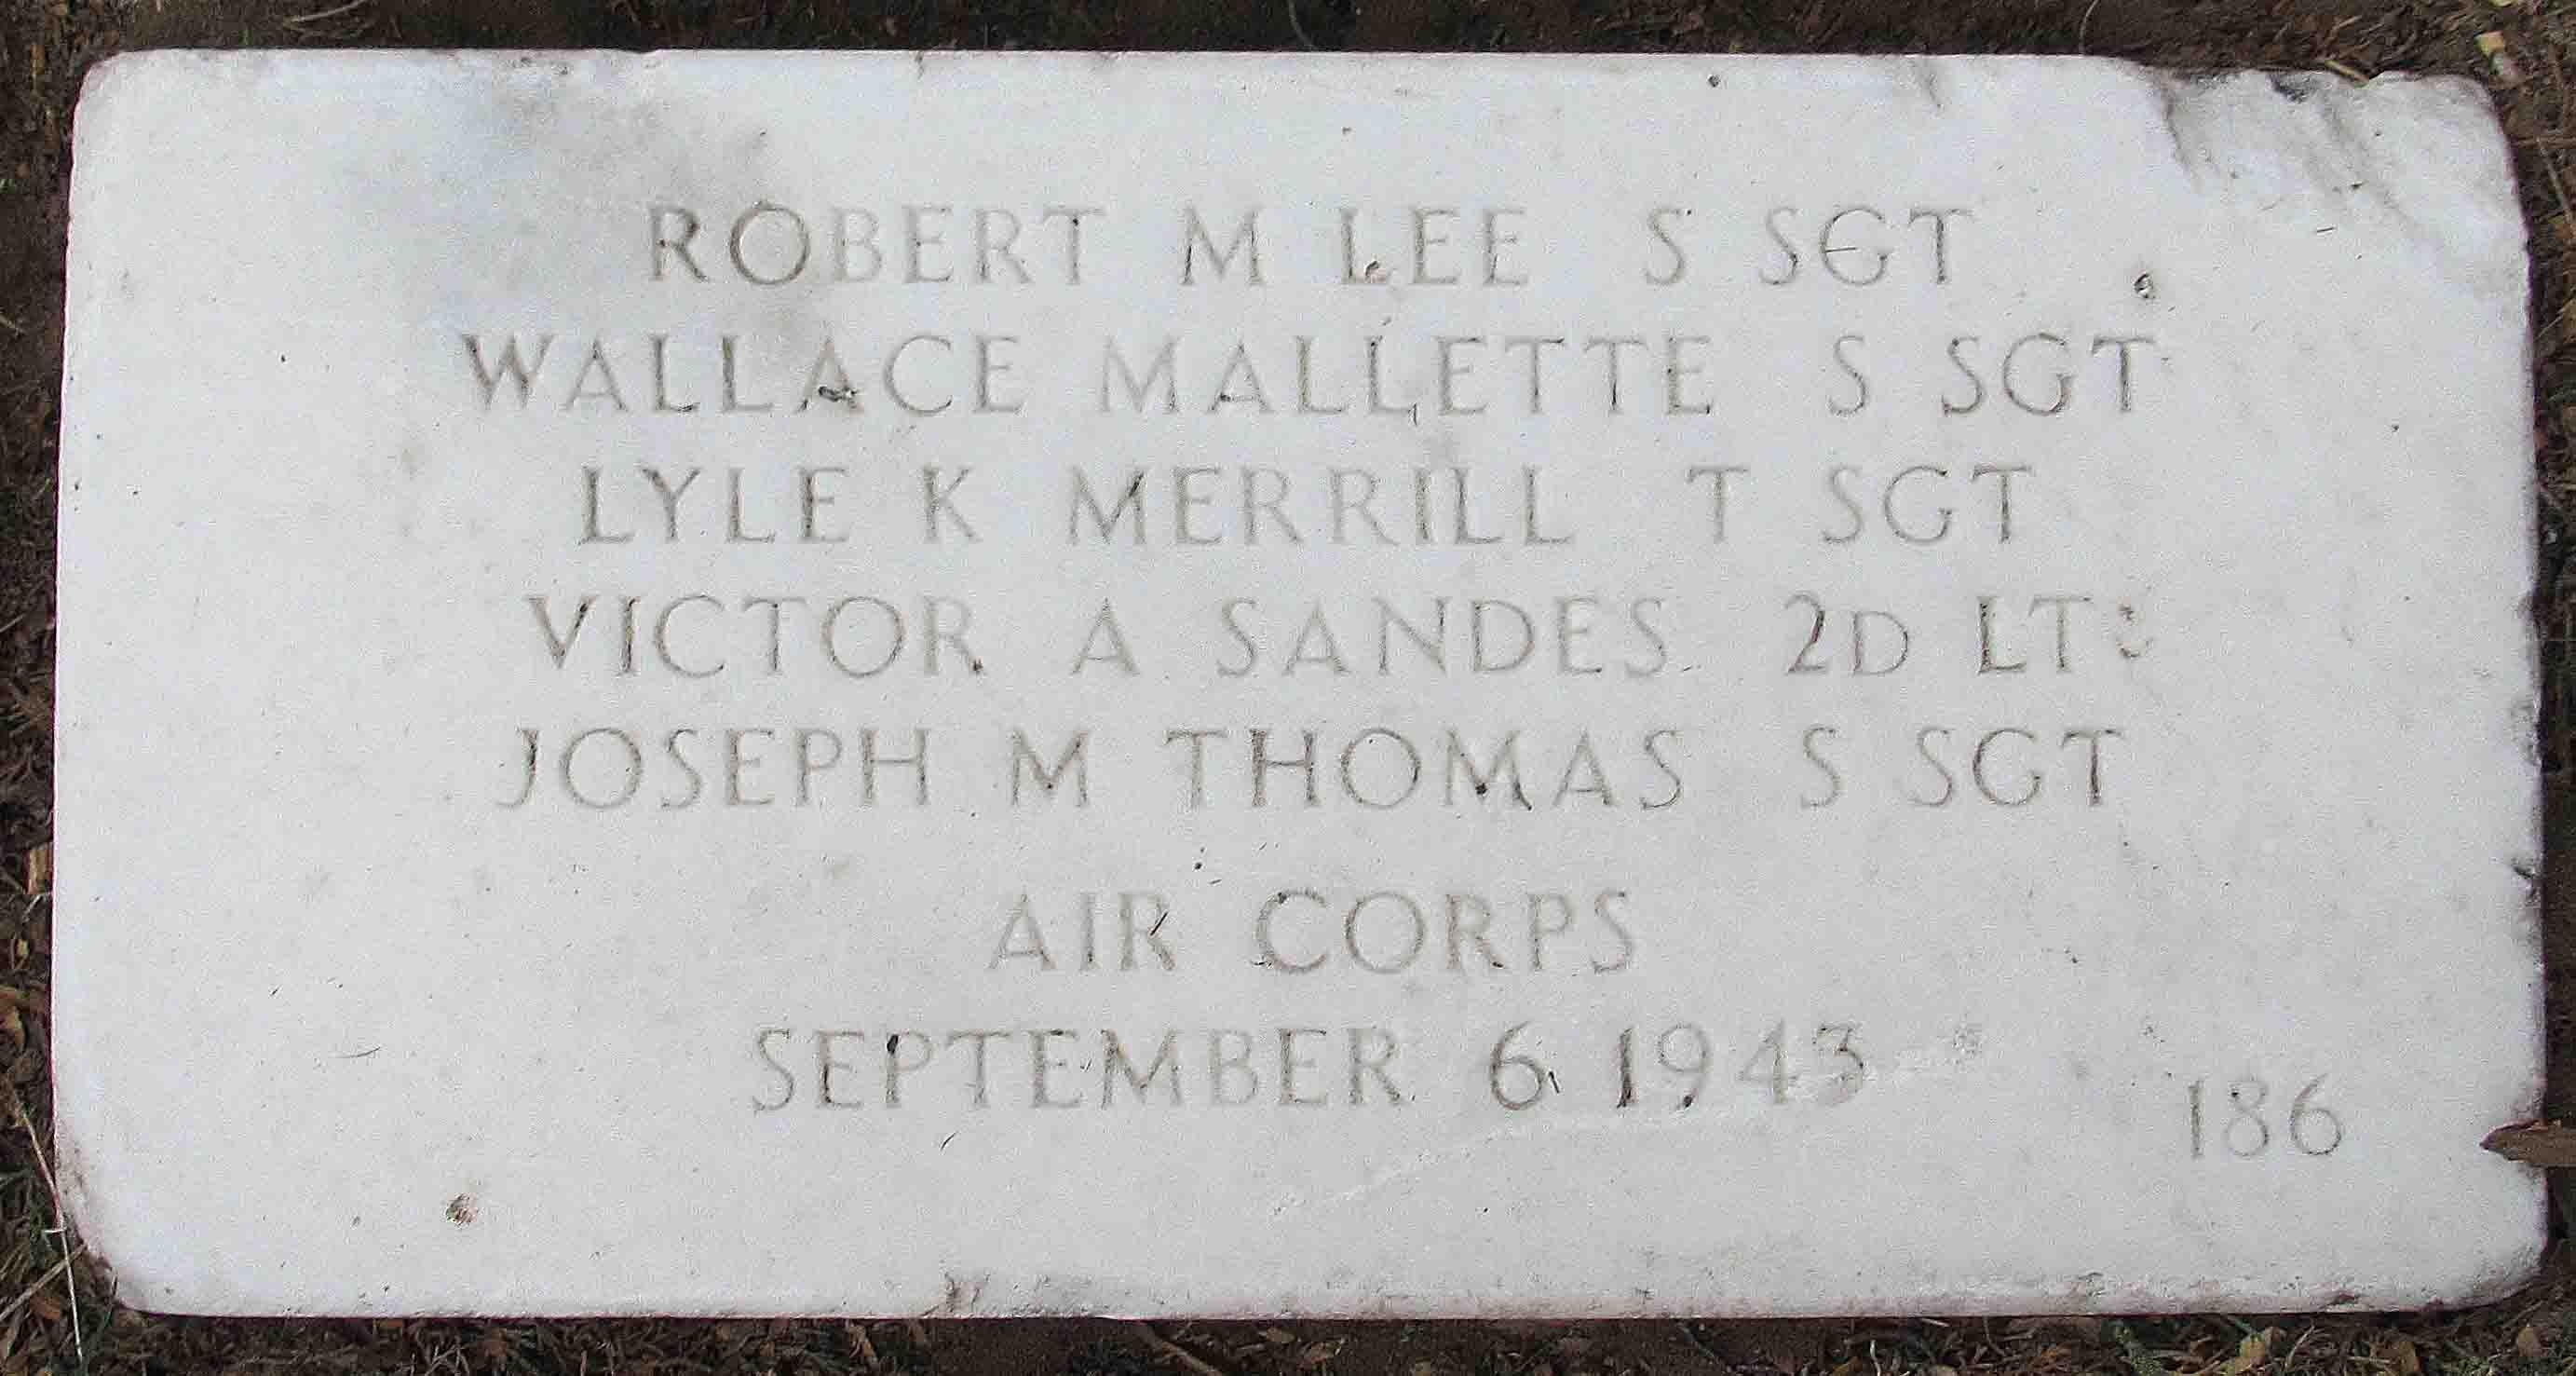 ROBERT M LEE S SGT
WALLACE MALLETTE S SGT
LYLE K MERRILL T SGT
VICTOR A SANDES 2D LT
JOSEPH M THOMAS S SGT
AIR CORPS
SEPTEMBER 6 1943
186